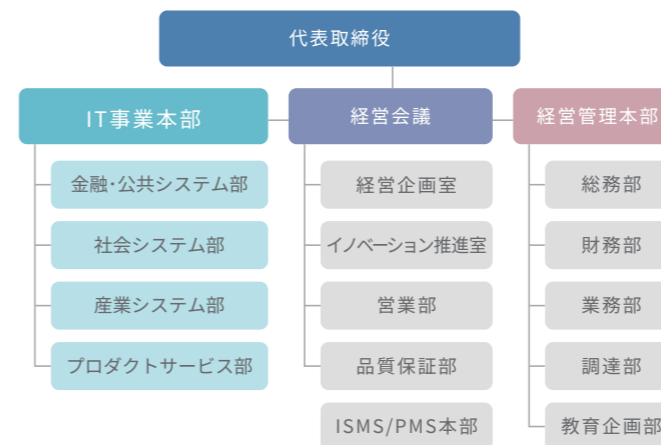 代表取締役
IT事業本部
金融・公共システム部
社会システム部
産業システム部
プロダクトサービス部
経営会議
経営企画室
イノベーション推進室
営業部
品質保証部
ISMS/PMS本部
経営管理本部
総務部
財務部
業務部
調達部
教育企画部